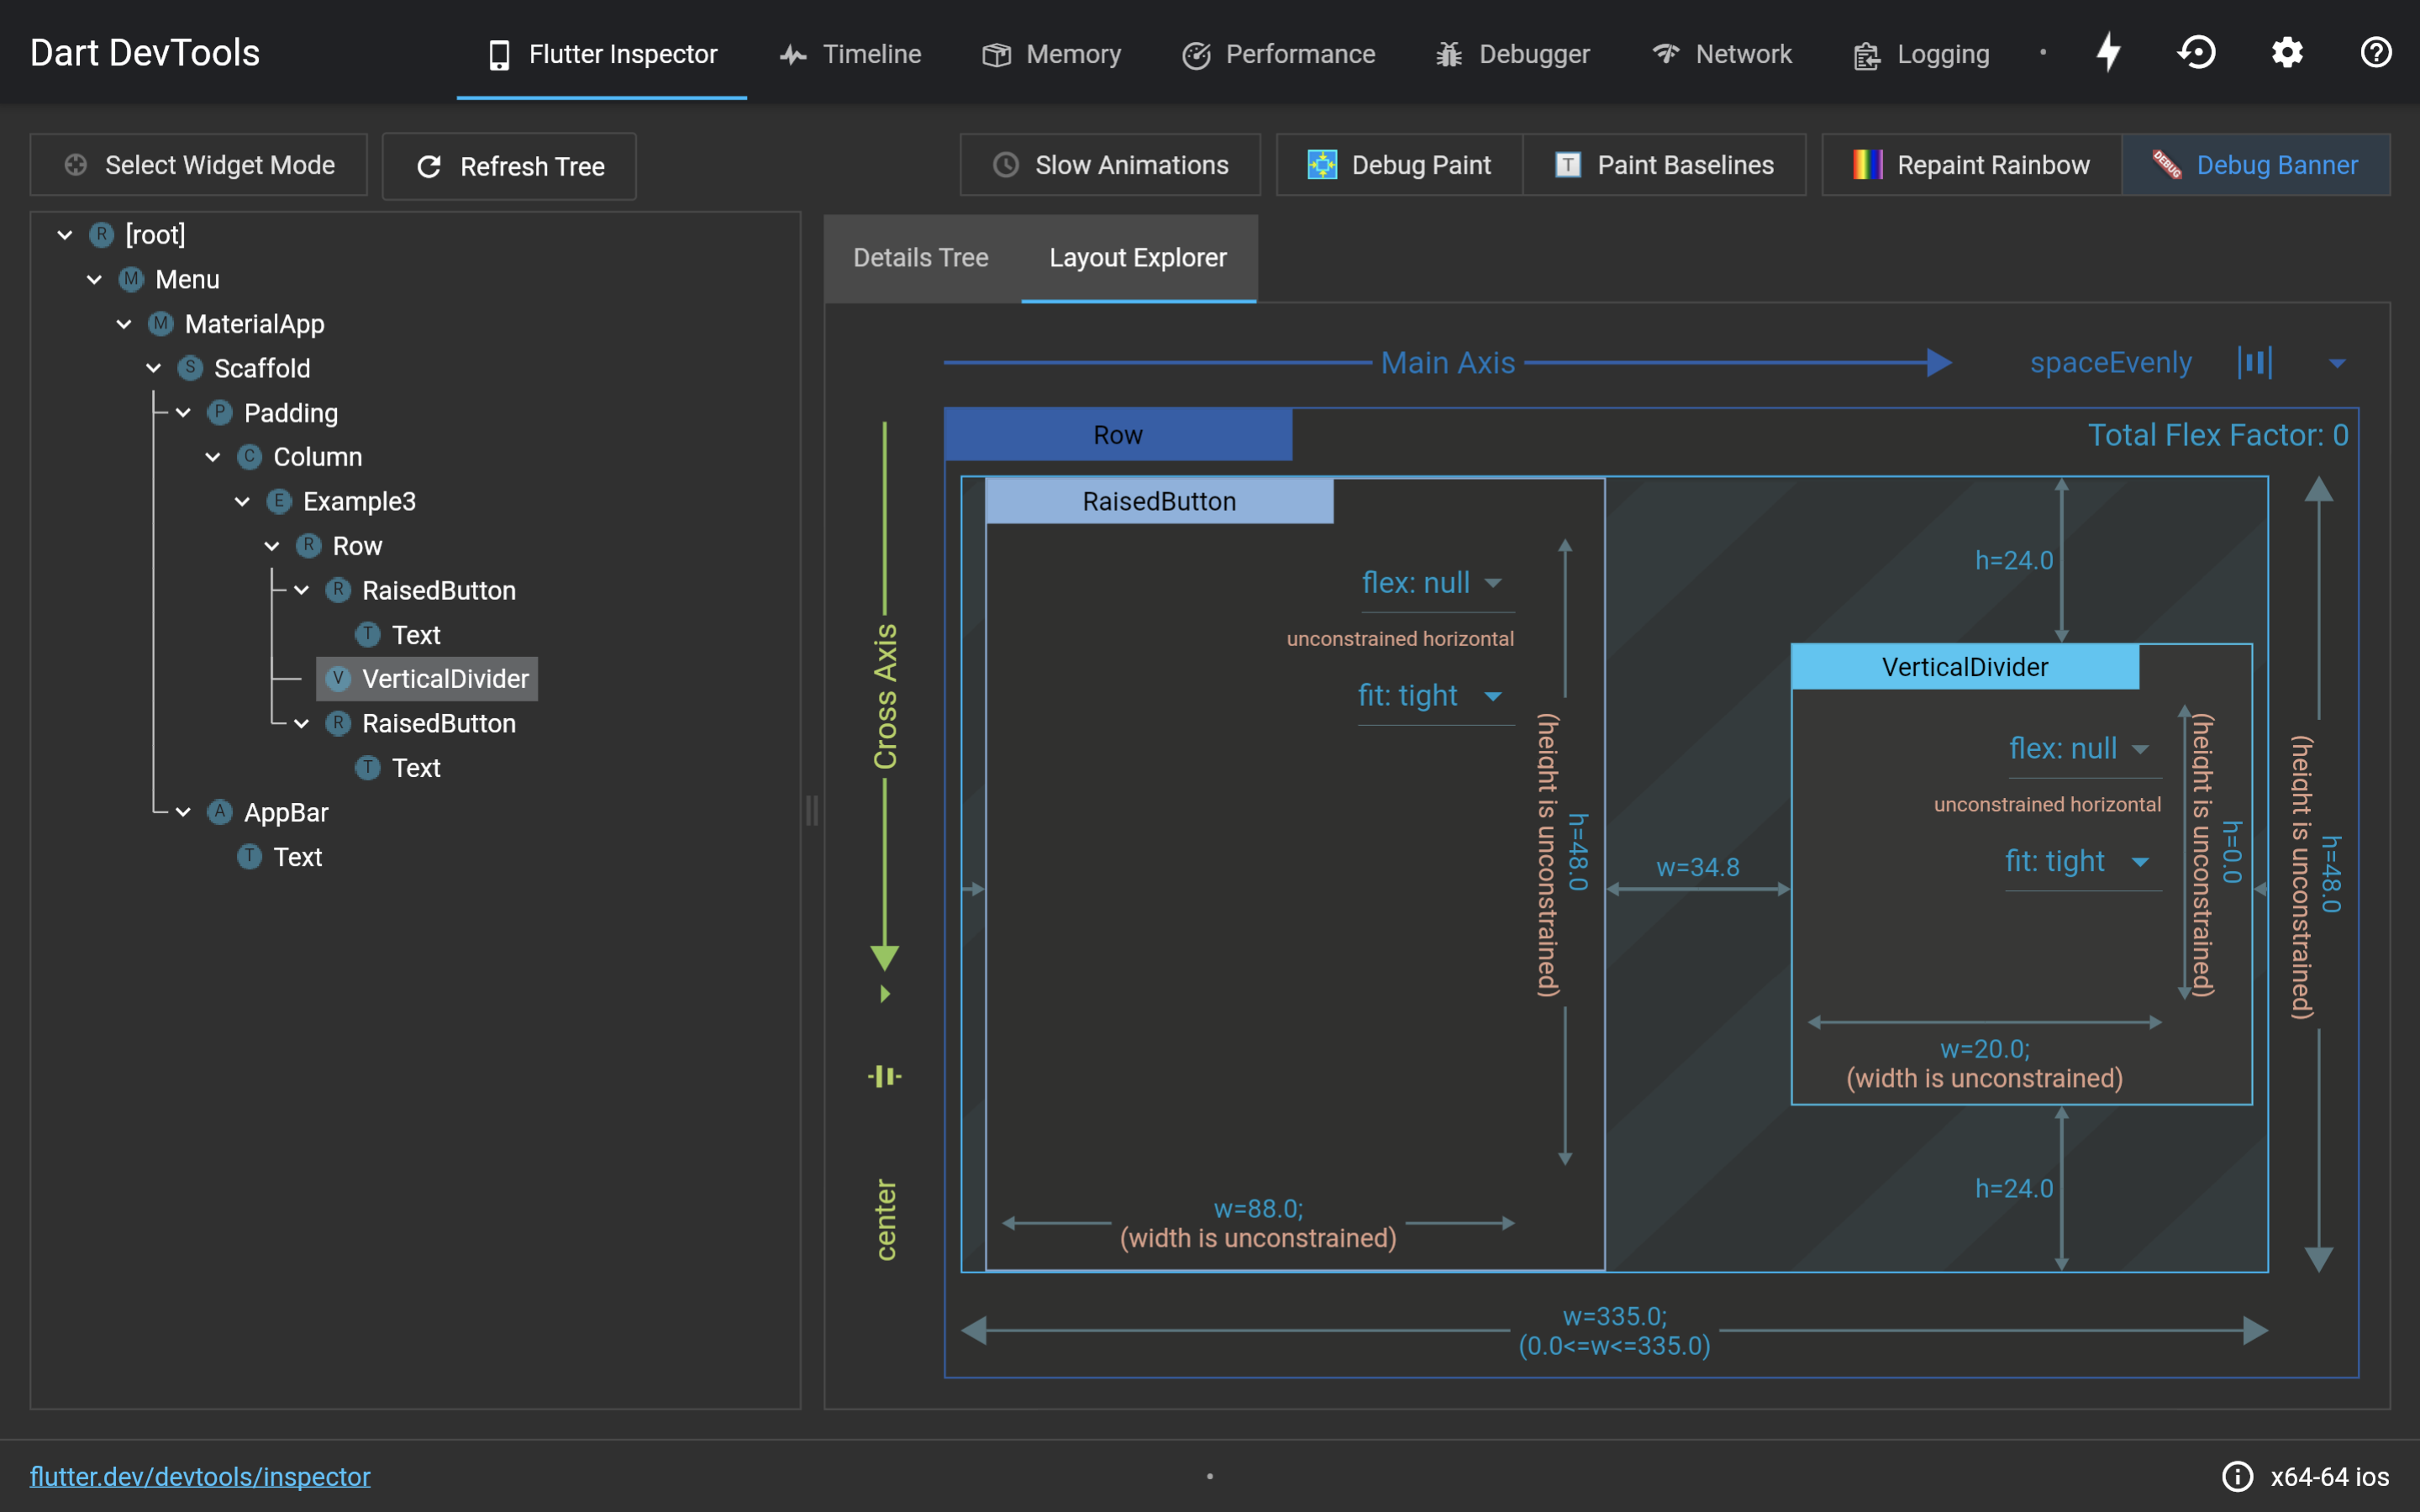 Dart DevTools
Flutter Inspector
Timeline
Memory
Performance
Debugger
Network
Logging
Select Widget Mode
Refresh Tree
Slow Animations
Debug Paint
T Paint Baselines
Repaint Rainbow
DEBUG Debug Banner
R [root]
M Menu
M MaterialApp
S Scaffold
P Padding
C Column
E Example3
R Row
R RaisedButton
T Text
V VerticalDivider
R RaisedButton
T Text
A AppBar
T Text
Details Tree
Layout Explorer
Main Axis
spaceEvenly
Cross Axis
center
Row
Total Flex Factor: 0
RaisedButton
flex: null
unconstrained horizontal
fit: tight
h=48.0
(height is unconstrained)
w=88.0;
(width is unconstrained)
w=34.8
h=24.0
VerticalDivider
flex: null
unconstrained horizontal
fit: tight
h=0.0
(height is unconstrained)
w=20.0;
(width is unconstrained)
h=24.0
h=48.0
(height is unconstrained)
w=335.0;
(0.0<=w<=335.0)
flutter.dev/devtools/inspector
x64-64 ios